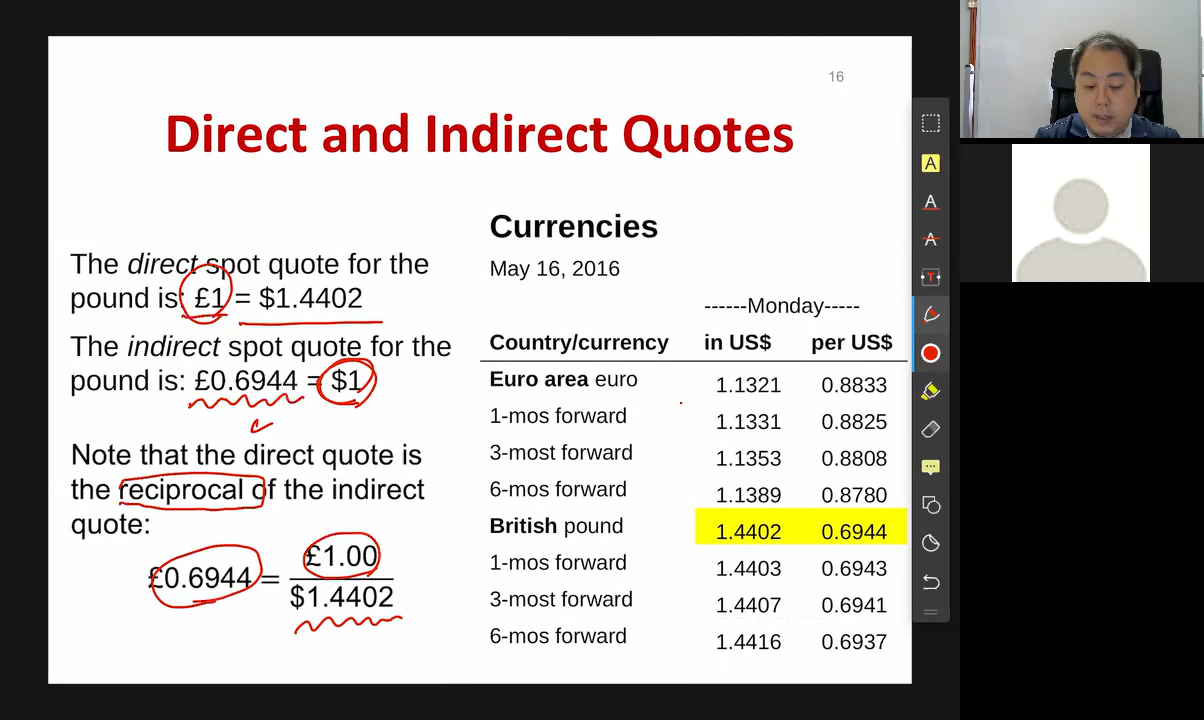 16
Direct and Indirect Quotes
The direct spot quote for the
pound is: £1 = $1.4402
The indirect spot quote for the
pound is: £0.6944 = $1
Note that the direct quote is
the reciprocal of the indirect
quote:
£0.6944 = £1.00
$1.4402
Currencies
May 16, 2016
------Monday-----
Country/currency in US$ per US$
Euro area euro 1.1321 0.8833
1-mos forward 1.1331 0.8825
3-most forward 1.1353 0.8808
6-mos forward 1.1389 0.8780
British pound 1.4402 0.6944
1-mos forward 1.4403 0.6943
3-most forward 1.4407 0.6941
6-mos forward 1.4416 0.6937
A
A
A
T